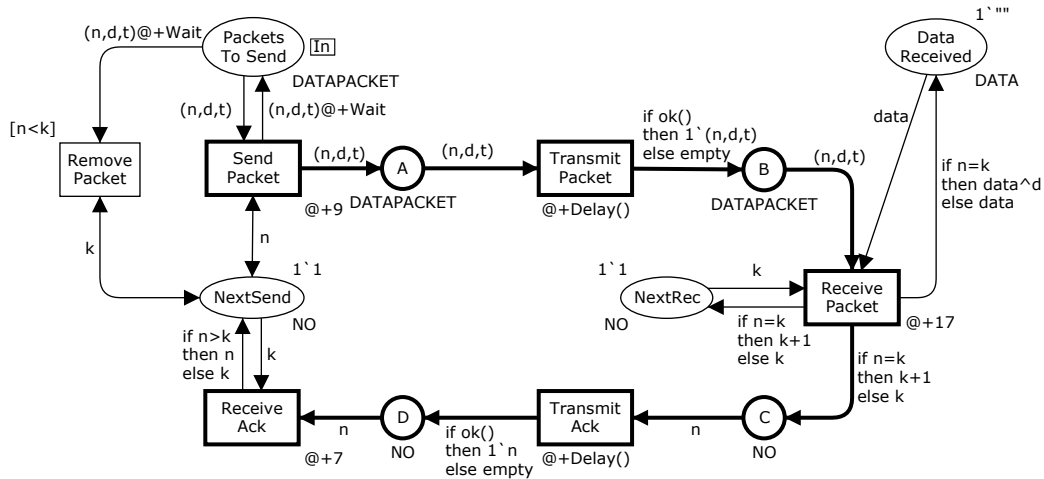 1`""
(n,d,t)@+Wait
Packets
To Send
In
Data
Received
DATAPACKET
DATA
(n,d,t)
(n,d,t)@+Wait
data
[n<k]
if ok()
then 1`(n,d,t)
else empty
Remove
Packet
Send
Packet
(n,d,t)
A
(n,d,t)
Transmit
Packet
B
(n,d,t)
if n=k
then data^d
else data
@+9
DATAPACKET
@+Delay()
DATAPACKET
n
k
1`1
NextSend
NO
1`1
NextRec
NO
k
Receive
Packet
@+17
if n=k
then k+1
else k
if n>k
then n
else k
k
if n=k
then k+1
else k
Receive
Ack
n
D
if ok()
then 1`n
else empty
Transmit
Ack
n
C
@+7
NO
@+Delay()
NO